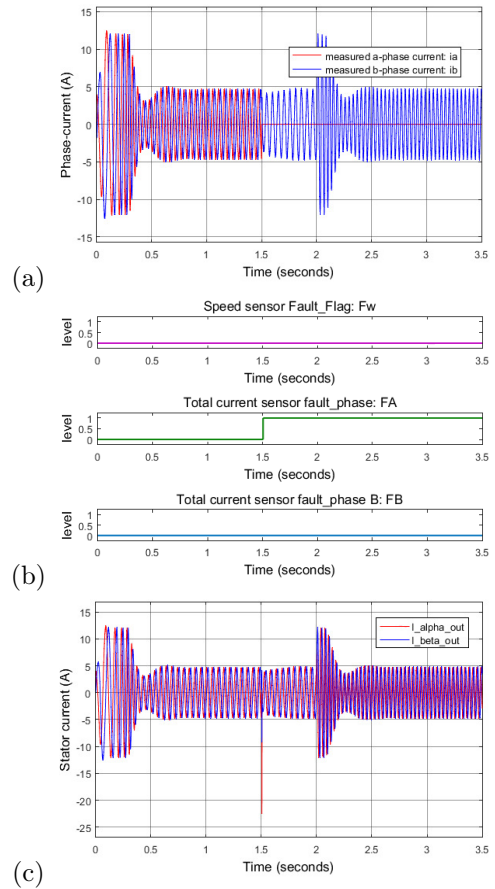 15
10
5
0
-5
-10
-15
Phase-current (A)
measured a-phase current: ia
measured b-phase current: ib
0 0.5 1 1.5 2 2.5 3 3.5
Time (seconds)
(a)
Speed sensor Fault_Flag: Fw
level
1
0.5
0
0 0.5 1 1.5 2 2.5 3 3.5
Time (seconds)
Total current sensor fault_phase: FA
level
1
0.5
0
0 0.5 1 1.5 2 2.5 3 3.5
Time (seconds)
Total current sensor fault_phase B: FB
level
1
0.5
0
0 0.5 1 1.5 2 2.5 3 3.5
Time (seconds)
(b)
15
10
5
0
-5
-10
-15
-20
-25
Stator current (A)
I_alpha_out
I_beta_out
0 0.5 1 1.5 2 2.5 3 3.5
Time (seconds)
(c)